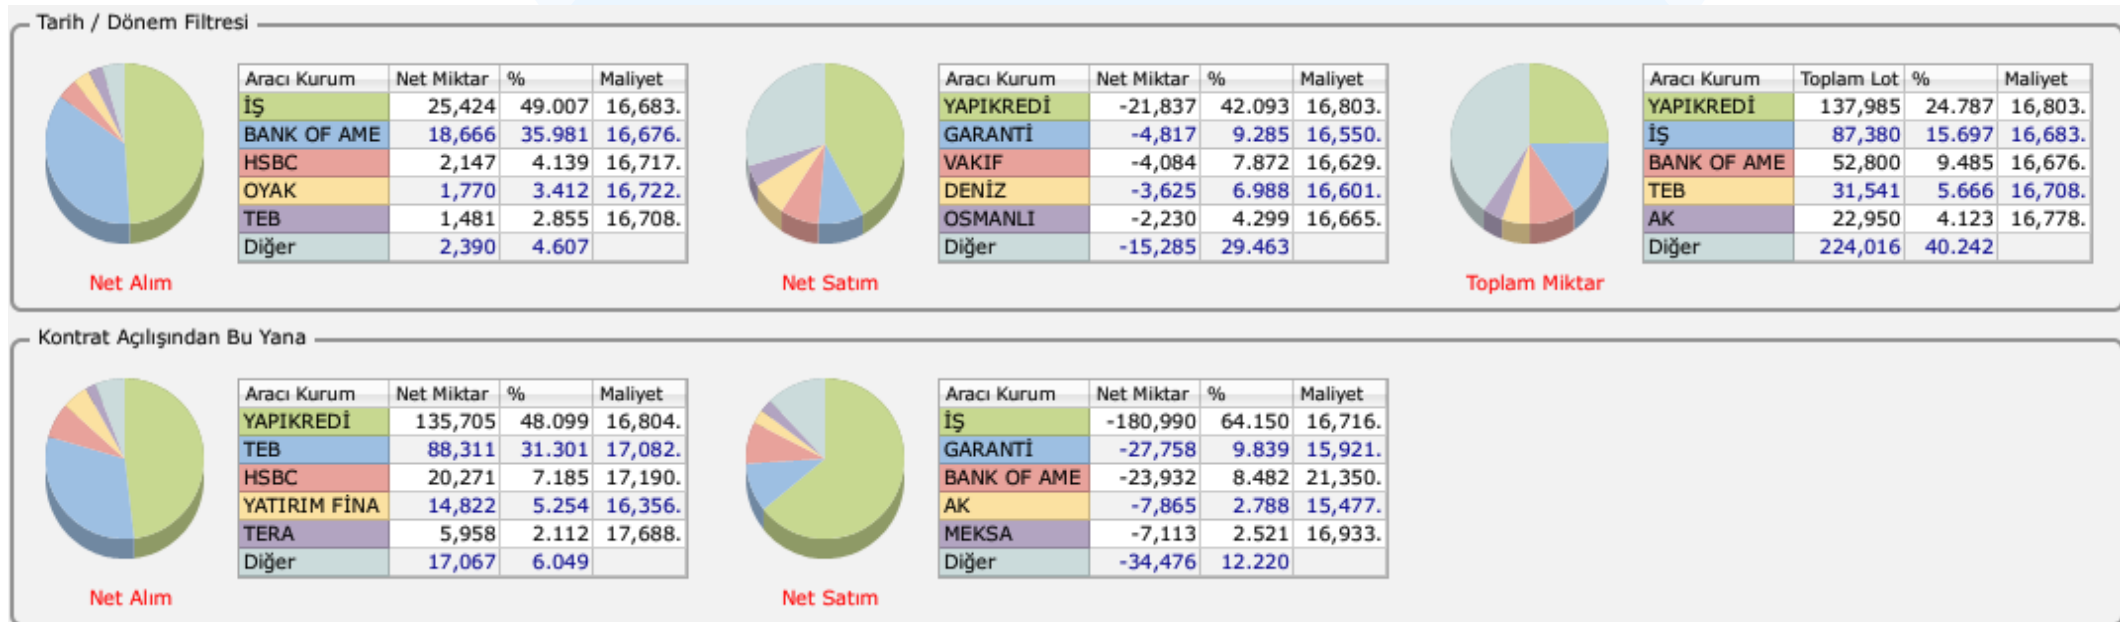 Tarih / Dönem Filtresi
Aracı Kurum Net Miktar % Maliyet
İŞ 25,424 49.007 16,683.
BANK OF AME 18,666 35.981 16,676.
HSBC 2,147 4.139 16,717.
OYAK 1,770 3.412 16,722.
TEB 1,481 2.855 16,708.
Diğer 2,390 4.607
Net Alım
Aracı Kurum Net Miktar % Maliyet
YAPIKREDİ -21,837 42.093 16,803.
GARANTİ -4,817 9.285 16,550.
VAKIF -4,084 7.872 16,629.
DENİZ -3,625 6.988 16,601.
OSMANLI -2,230 4.299 16,665.
Diğer -15,285 29.463
Net Satım
Aracı Kurum Toplam Lot % Maliyet
YAPIKREDİ 137,985 24.787 16,803.
İŞ 87,380 15.697 16,683.
BANK OF AME 52,800 9.485 16,676.
TEB 31,541 5.666 16,708.
AK 22,950 4.123 16,778.
Diğer 224,016 40.242
Toplam Miktar
Kontrat Açılışından Bu Yana
Aracı Kurum Net Miktar % Maliyet
YAPIKREDİ 135,705 48.099 16,804.
TEB 88,311 31.301 17,082.
HSBC 20,271 7.185 17,190.
YATIRIM FİNA 14,822 5.254 16,356.
TERA 5,958 2.112 17,688.
Diğer 17,067 6.049
Net Alım
Aracı Kurum Net Miktar % Maliyet
İŞ -180,990 64.150 16,716.
GARANTİ -27,758 9.839 15,921.
BANK OF AME -23,932 8.482 21,350.
AK -7,865 2.788 15,477.
MEKSA -7,113 2.521 16,933.
Diğer -34,476 12.220
Net Satım